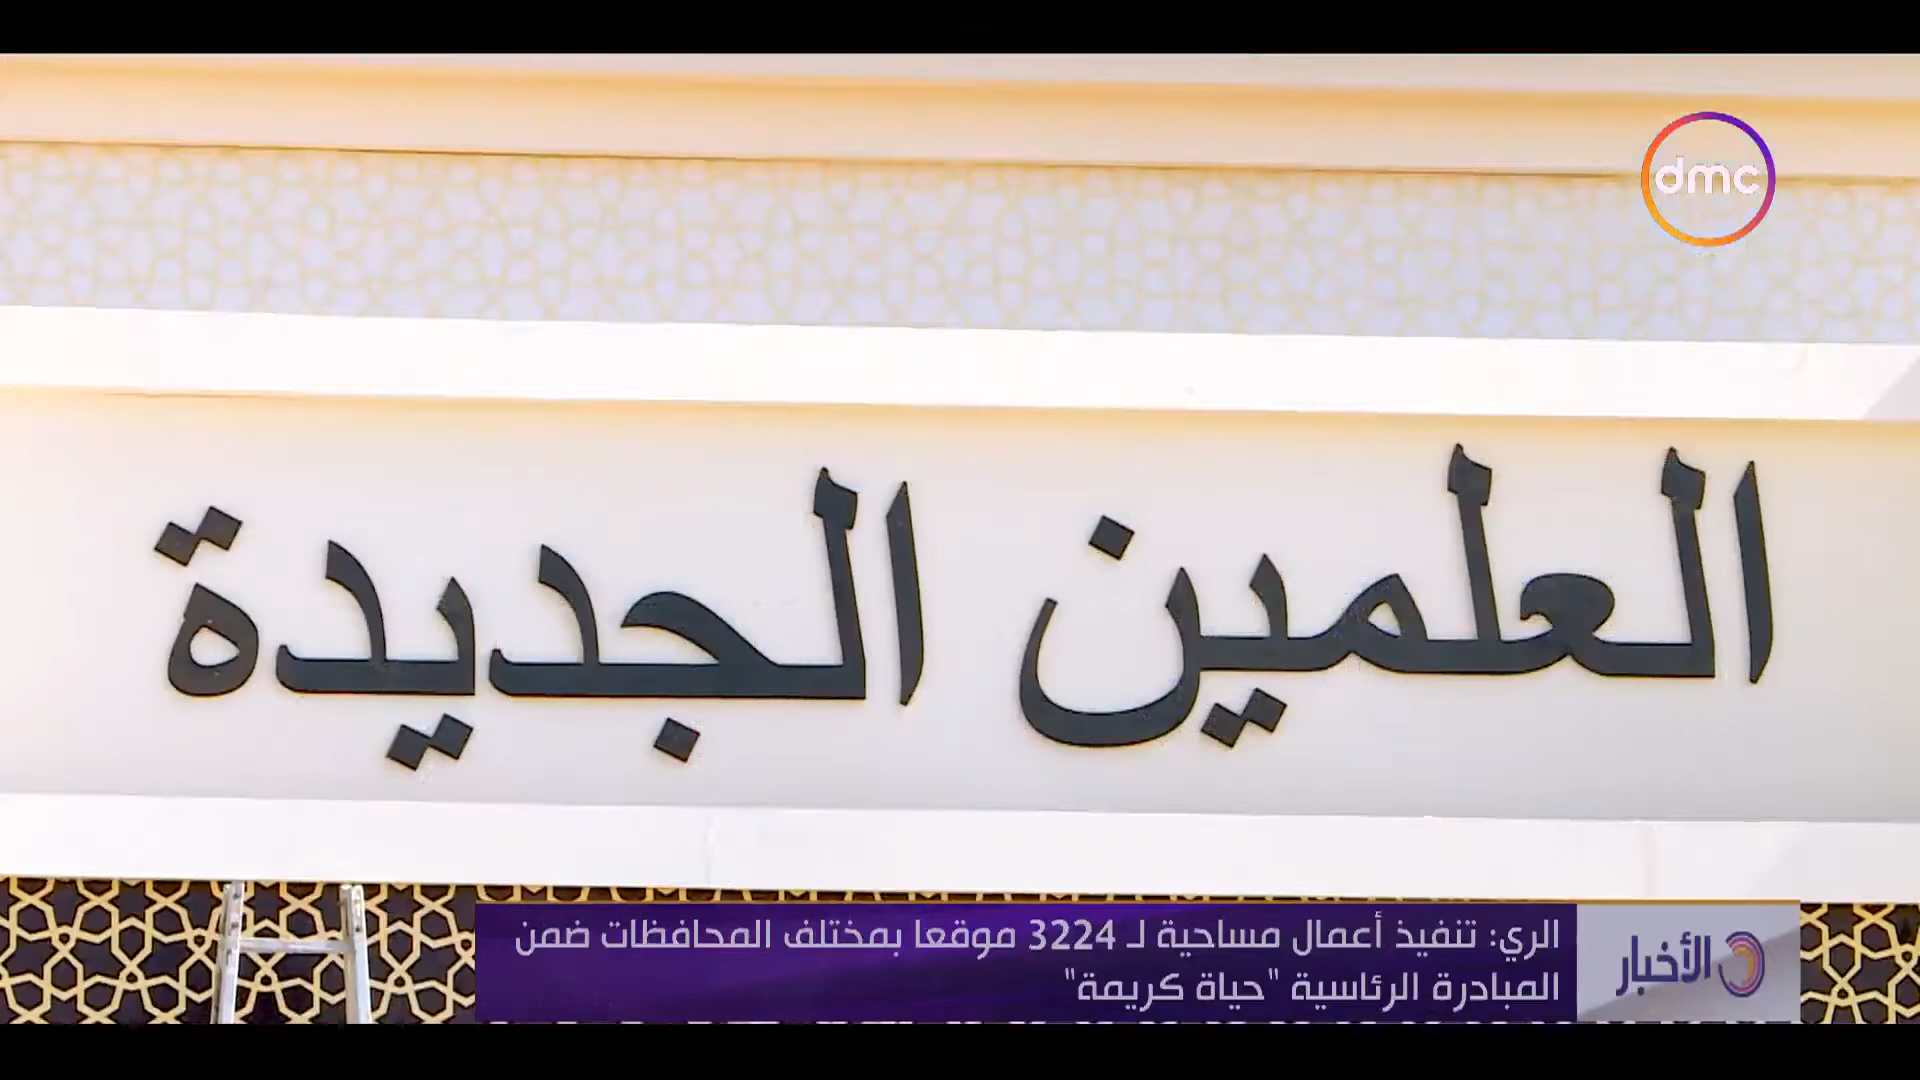 dmc
العلمين الجديدة
الري: تنفيذ أعمال مساحية لـ 3224 موقعا بمختلف المحافظات ضمن
المبادرة الرئاسية "حياة كريمة"
الأخبار